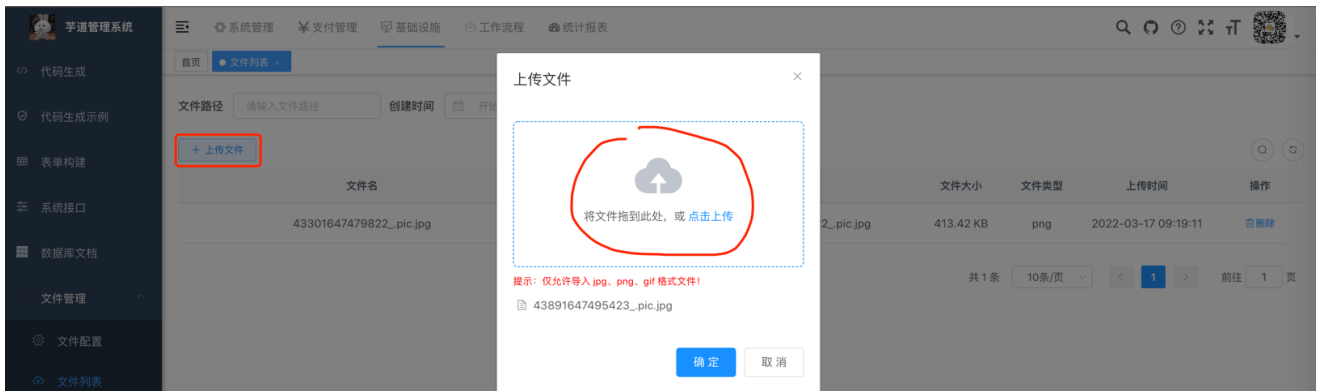 芋道管理系统
系统管理 支付管理 基础设施 工作流程 统计报表
代码生成
首页 文件列表 ×
上传文件
文件路径 请输入文件路径 创建时间 开始
代码生成示例
+ 上传文件
表单构建
文件名 文件大小 文件类型 上传时间 操作
系统接口
将文件拖到此处，或 点击上传
43301647479822_.pic.jpg 2_.pic.jpg 413.42 KB png 2022-03-17 09:19:11 删除
数据库文档
提示：仅允许导入 jpg、png、gif 格式文件！
共 1 条 10条/页 < 1 > 前往 1 页
文件管理
43891647495423_.pic.jpg
文件配置
确 定 取 消
文件列表